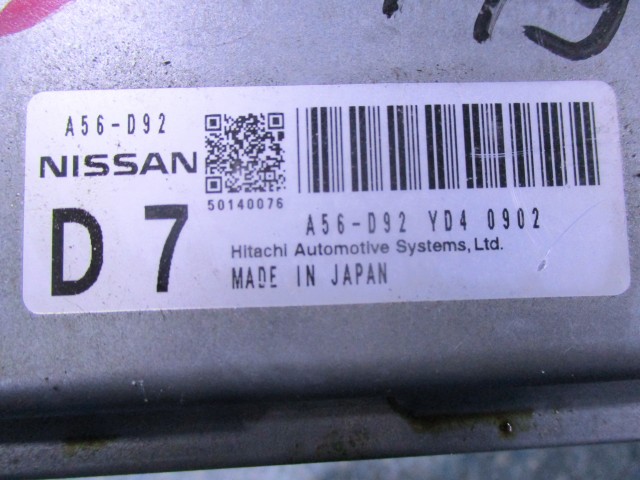 A56-D92
NISSAN
D7
50140076
A56-D92 YD4 0902
Hitachi Automotive Systems, Ltd.
MADE IN JAPAN